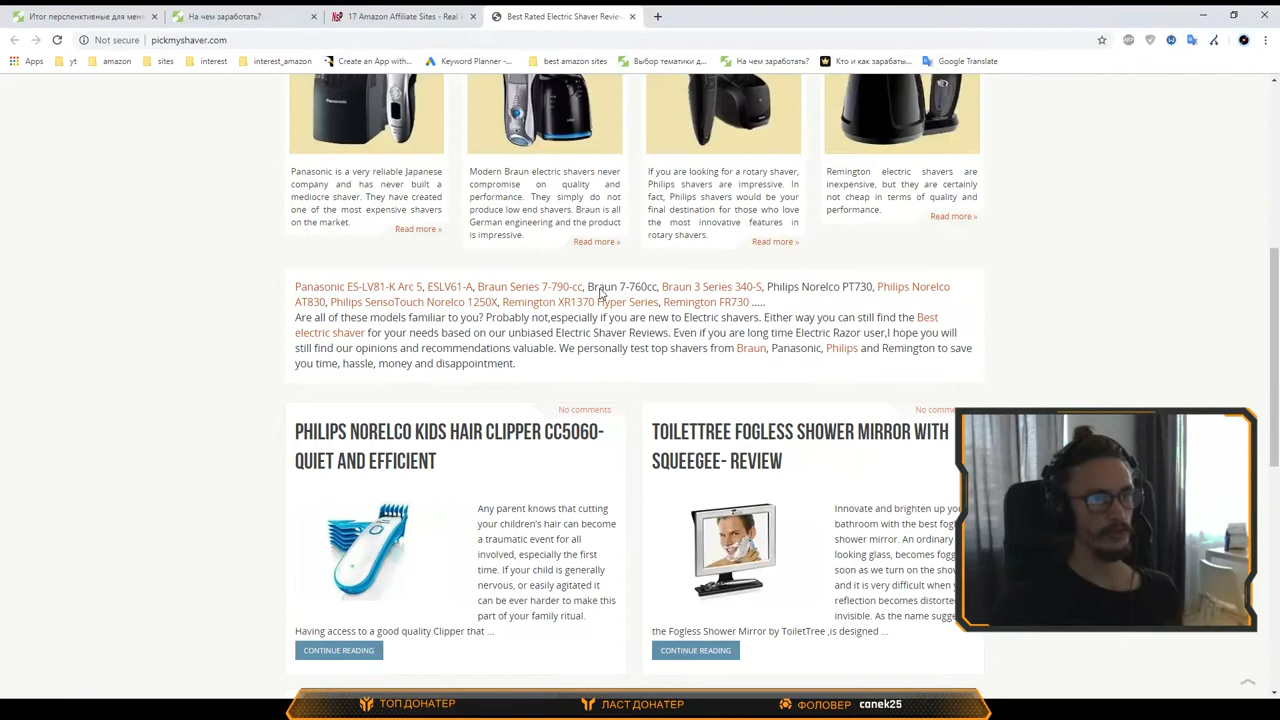 Итог перспективные для мен
На чем заработать?
17 Amazon Affiliate Sites - Real
Best Rated Electric Shaver Review
Not secure
pickmyshaver.com
Apps
yt
amazon
sites
interest
interest_amazon
Create an App with...
Keyword Planner -...
best amazon sites
Выбор тематики д...
На чем заработать?
Кто и как зарабаты...
Google Translate
Panasonic is a very reliable Japanese
company and has never built a
mediocre shaver. They have created
one of the most expensive shavers
on the market.
Read more »
Modern Braun electric shavers never
compromise on quality and
performance. They simply do not
produce low end shavers. Braun is all
German engineering and the product
is impressive.
Read more »
If you are looking for a rotary shaver,
Philips shavers are impressive. In
fact, Philips shavers would be your
final destination for those who love
the most innovative features in
rotary shavers.
Read more »
Remington electric shavers are
inexpensive, but they are certainly
not cheap in terms of quality and
performance.
Read more »
Panasonic ES-LV81-K Arc 5, ESLV61-A, Braun Series 7-790-cc, Braun 7-760cc, Braun 3 Series 340-S, Philips Norelco PT730, Philips Norelco
AT830, Philips SensoTouch Norelco 1250X, Remington XR1370 Hyper Series, Remington FR730 .....
Are all of these models familiar to you? Probably not,especially if you are new to Electric shavers. Either way you can still find the Best
electric shaver for your needs based on our unbiased Electric Shaver Reviews. Even if you are long time Electric Razor user,I hope you will
still find our opinions and recommendations valuable. We personally test top shavers from Braun, Panasonic, Philips and Remington to save
you time, hassle, money and disappointment.
No comments
PHILIPS NORELCO KIDS HAIR CLIPPER CC5060-
QUIET AND EFFICIENT
Any parent knows that cutting
your children's hair can become
a traumatic event for all
involved, especially the first
time. If your child is generally
nervous, or easily agitated it
can be ever harder to make this
part of your family ritual.
Having access to a good quality Clipper that ...
CONTINUE READING
No comme
TOILETTREE FOGLESS SHOWER MIRROR WITH
SQUEEGEE- REVIEW
Innovate and brighten up you
bathroom with the best fog
shower mirror. An ordinary
looking glass, becomes fogg
soon as we turn on the show
and it is very difficult when y
reflection becomes distorte
invisible. As the name sugge
the Fogless Shower Mirror by ToiletTree ,is designed ...
CONTINUE READING
ТОП ДОНАТЕР
ЛАСТ ДОНАТЕР
ФОЛОВЕР canek25